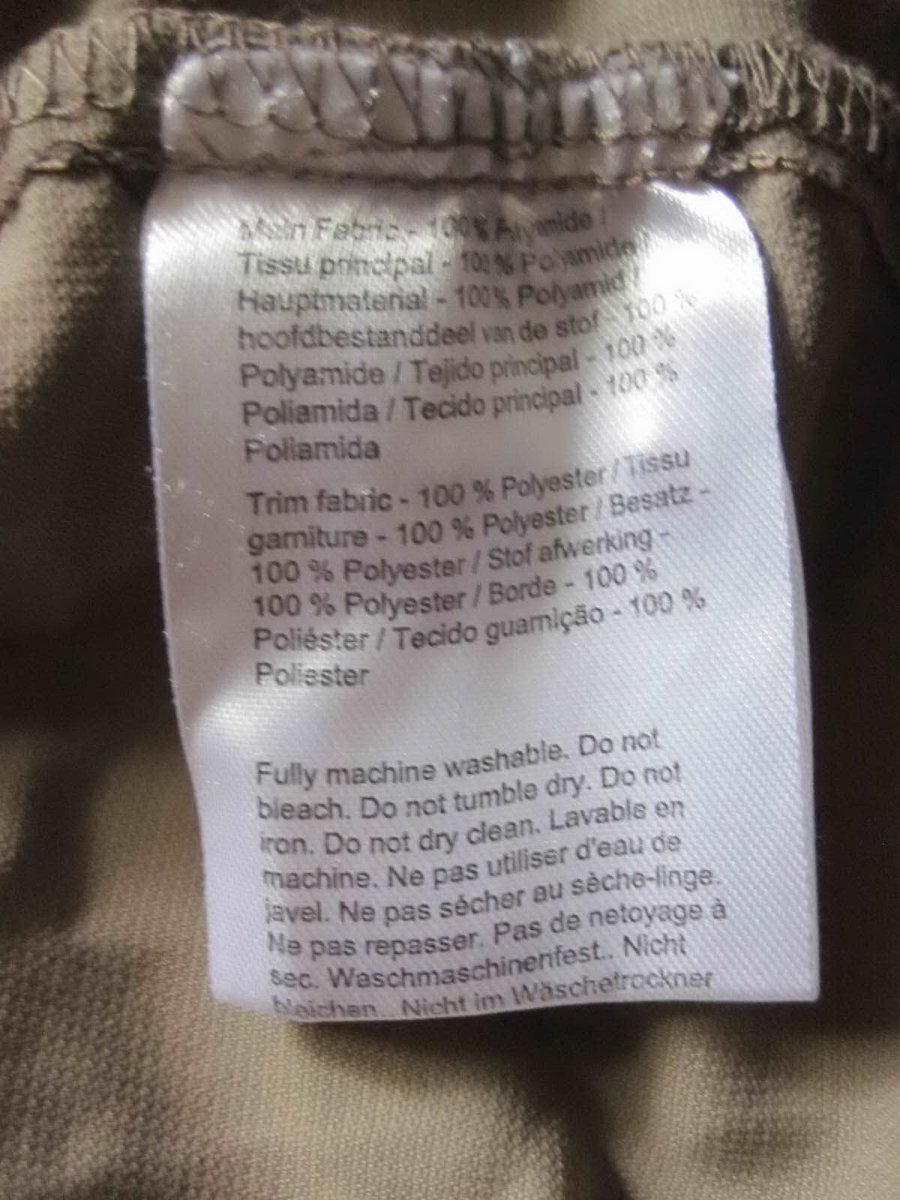 Main Fabric - 100% Polyamide /
Tissu principal - 100% Polyamide /
Hauptmaterial - 100% Polyamid /
hoofdbestanddeel van de stof - 100 %
Polyamide / Tejido principal - 100 %
Poliamida / Tecido principal - 100 %
Poliamida
Trim fabric - 100 % Polyester / Tissu
garniture - 100 % Polyester / Besatz -
100 % Polyester / Stof afwerking -
100 % Polyester / Borde - 100 %
Poliéster / Tecido guarnição - 100 %
Poliester
Fully machine washable. Do not
bleach. Do not tumble dry. Do not
iron. Do not dry clean. Lavable en
machine. Ne pas utiliser d'eau de
javel. Ne pas sécher au sèche-linge.
Ne pas repasser. Pas de netoyage à
sec. Waschmaschinenfest.. Nicht
bleichen.. Nicht im Wäschetrockner